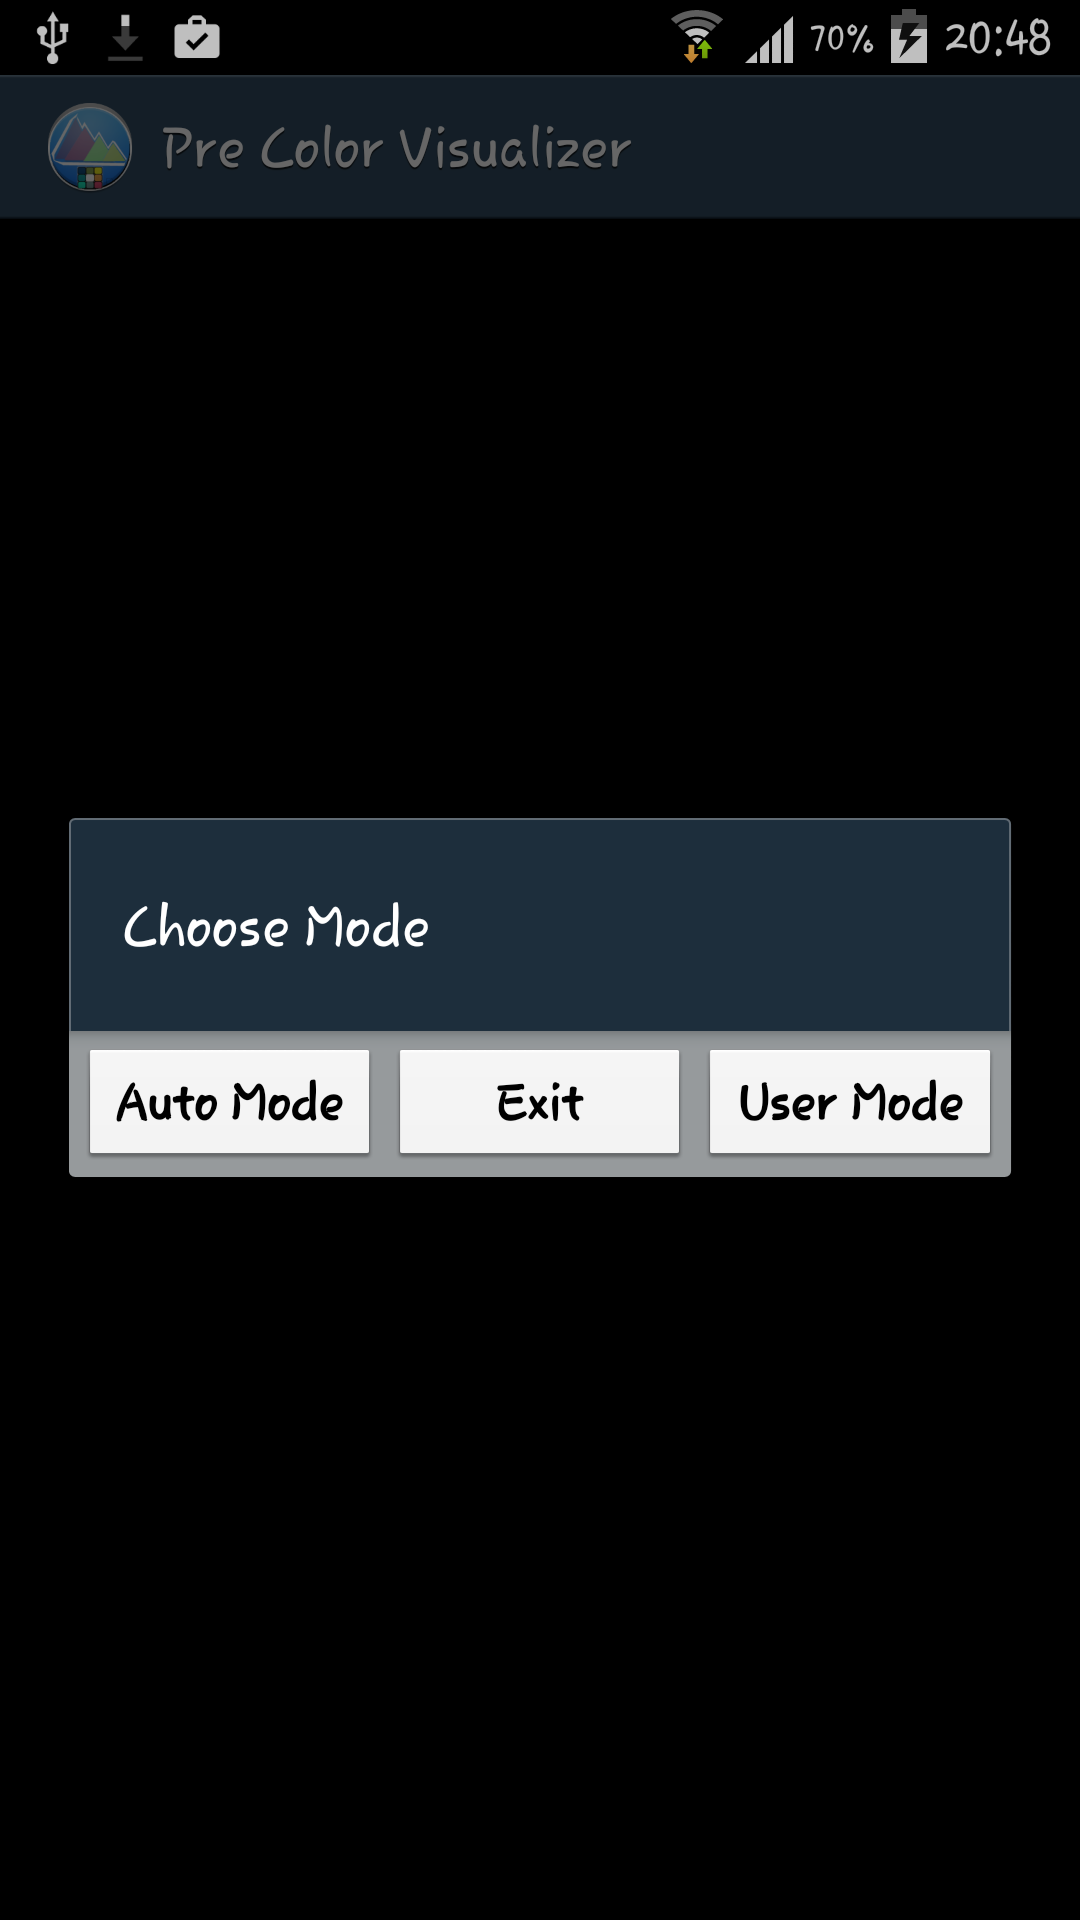 70% 20:48
Pre Color Visualizer
Choose Mode
Auto Mode Exit User Mode